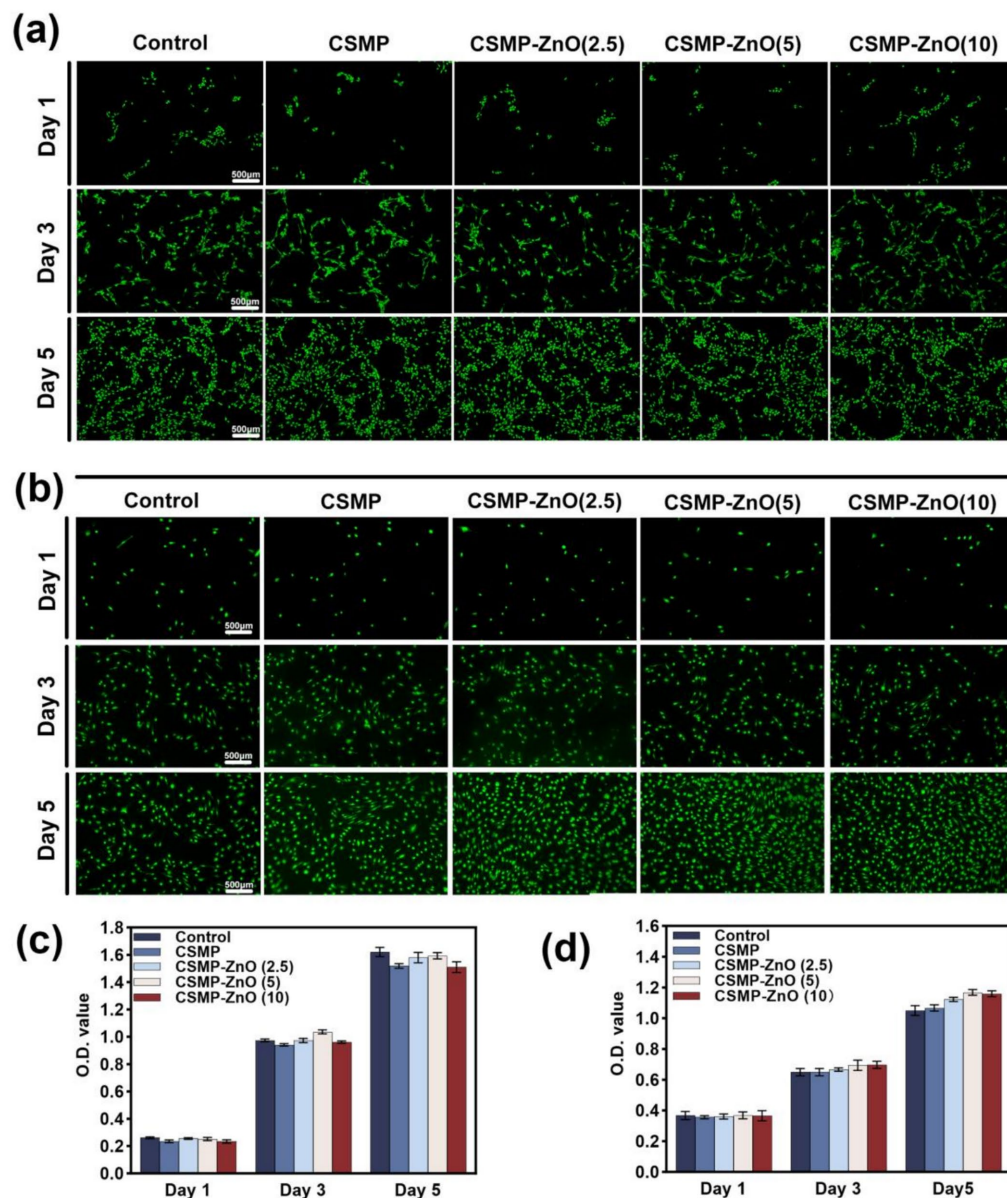 (a)
Control CSMP CSMP-ZnO(2.5) CSMP-ZnO(5) CSMP-ZnO(10)
Day 1
500μm
Day 3
500μm
Day 5
500μm
(b)
Control CSMP CSMP-ZnO(2.5) CSMP-ZnO(5) CSMP-ZnO(10)
Day 1
500μm
Day 3
500μm
Day 5
500μm
(c)
O.D. value
1.8
1.6
1.4
1.2
1.0
0.8
0.6
0.4
0.2
0.0
Control
CSMP
CSMP-ZnO (2.5)
CSMP-ZnO (5)
CSMP-ZnO (10)
Day 1 Day 3 Day 5
(d)
O.D. value
1.6
1.4
1.2
1.0
0.8
0.6
0.4
0.2
0.0
Control
CSMP
CSMP-ZnO (2.5)
CSMP-ZnO (5)
CSMP-ZnO (10)
Day 1 Day 3 Day5